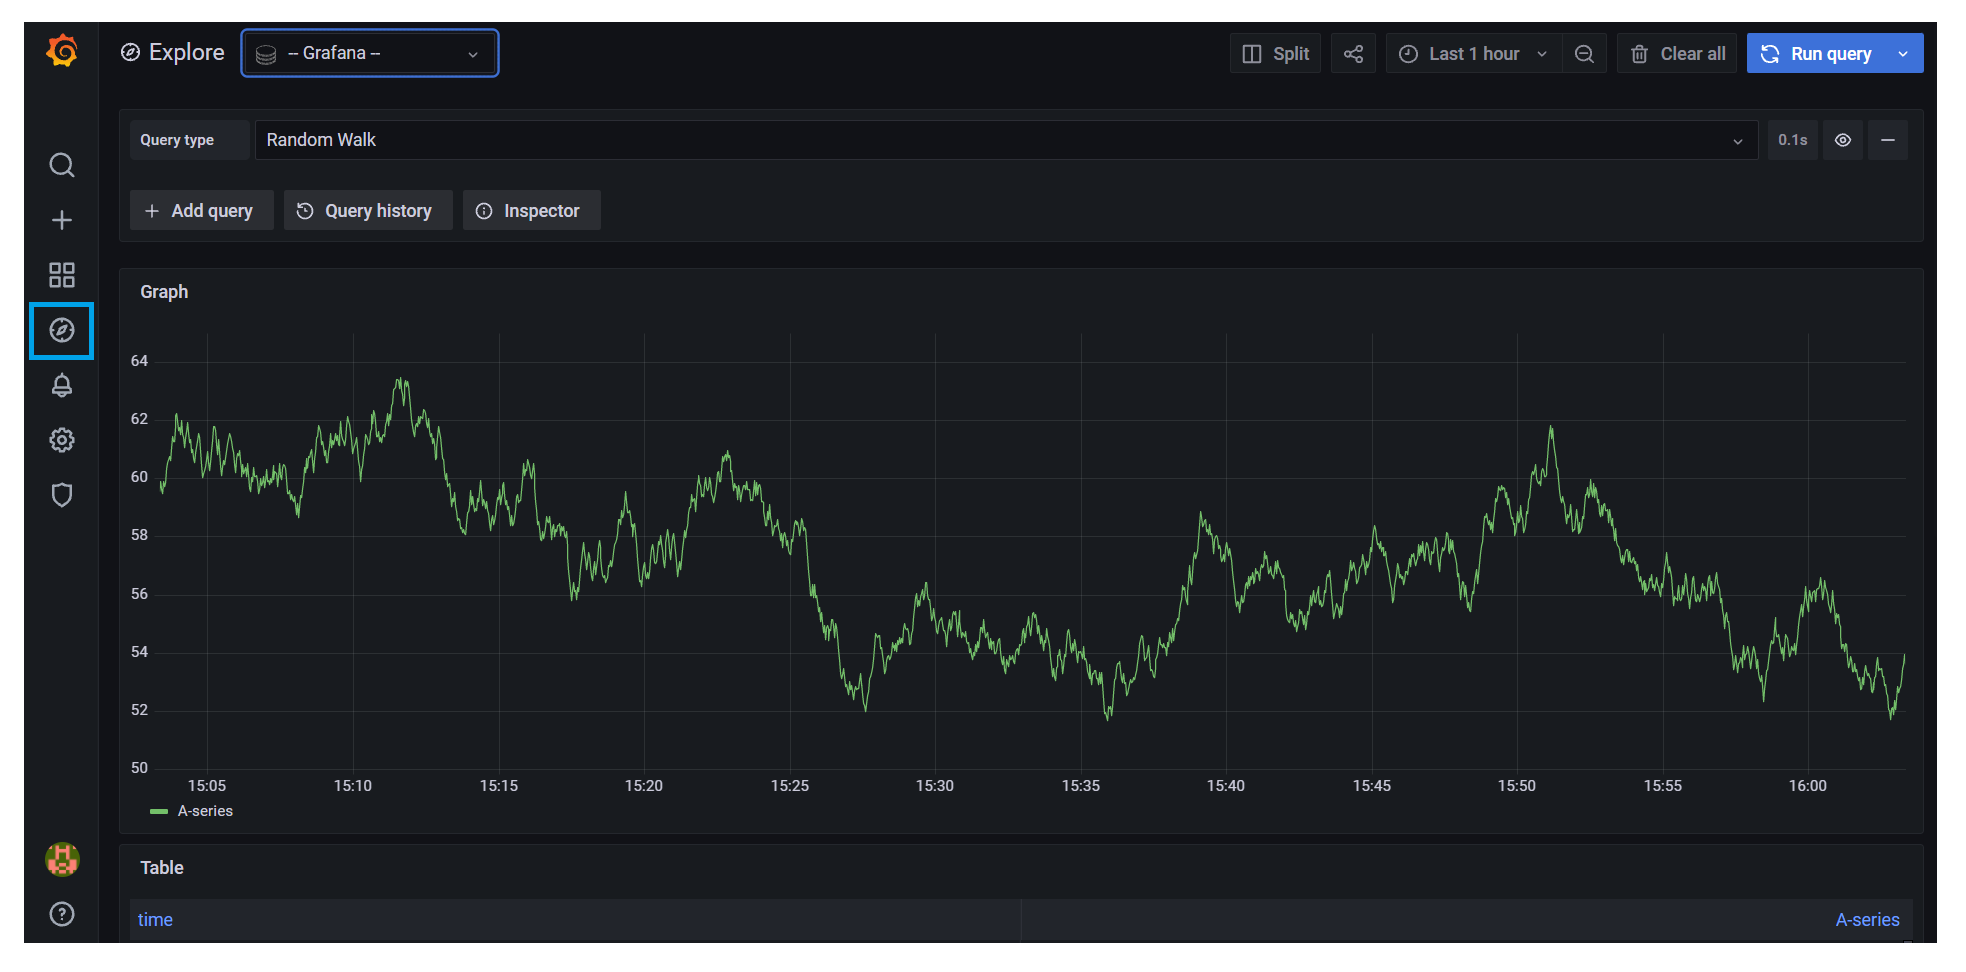 Explore -- Grafana -- Split Last 1 hour Clear all Run query
Query type Random Walk 0.1s
Add query Query history Inspector
Graph
64
62
60
58
56
54
52
50
15:05 15:10 15:15 15:20 15:25 15:30 15:35 15:40 15:45 15:50 15:55 16:00
A-series
Table
time A-series